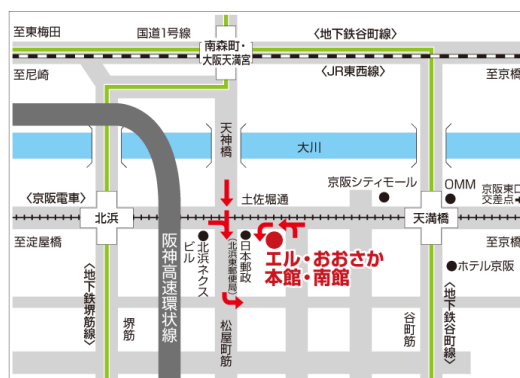 至東梅田
国道1号線
南森町・
大阪天満宮
〈地下鉄谷町線〉
至尼崎
〈JR東西線〉
至京橋
天神橋
大川
京阪シティモール
OMM
京阪東口
交差点
〈京阪電車〉
北浜
土佐堀通
天満橋
至淀屋橋
至京橋
阪神高速環状線
北浜ネクス
ビル
(北浜東郵便局)
日本郵政
エル・おおさか
本館・南館
ホテル京阪
〈地下鉄堺筋線〉
堺筋
松屋町筋
谷町筋
〈地下鉄谷町線〉